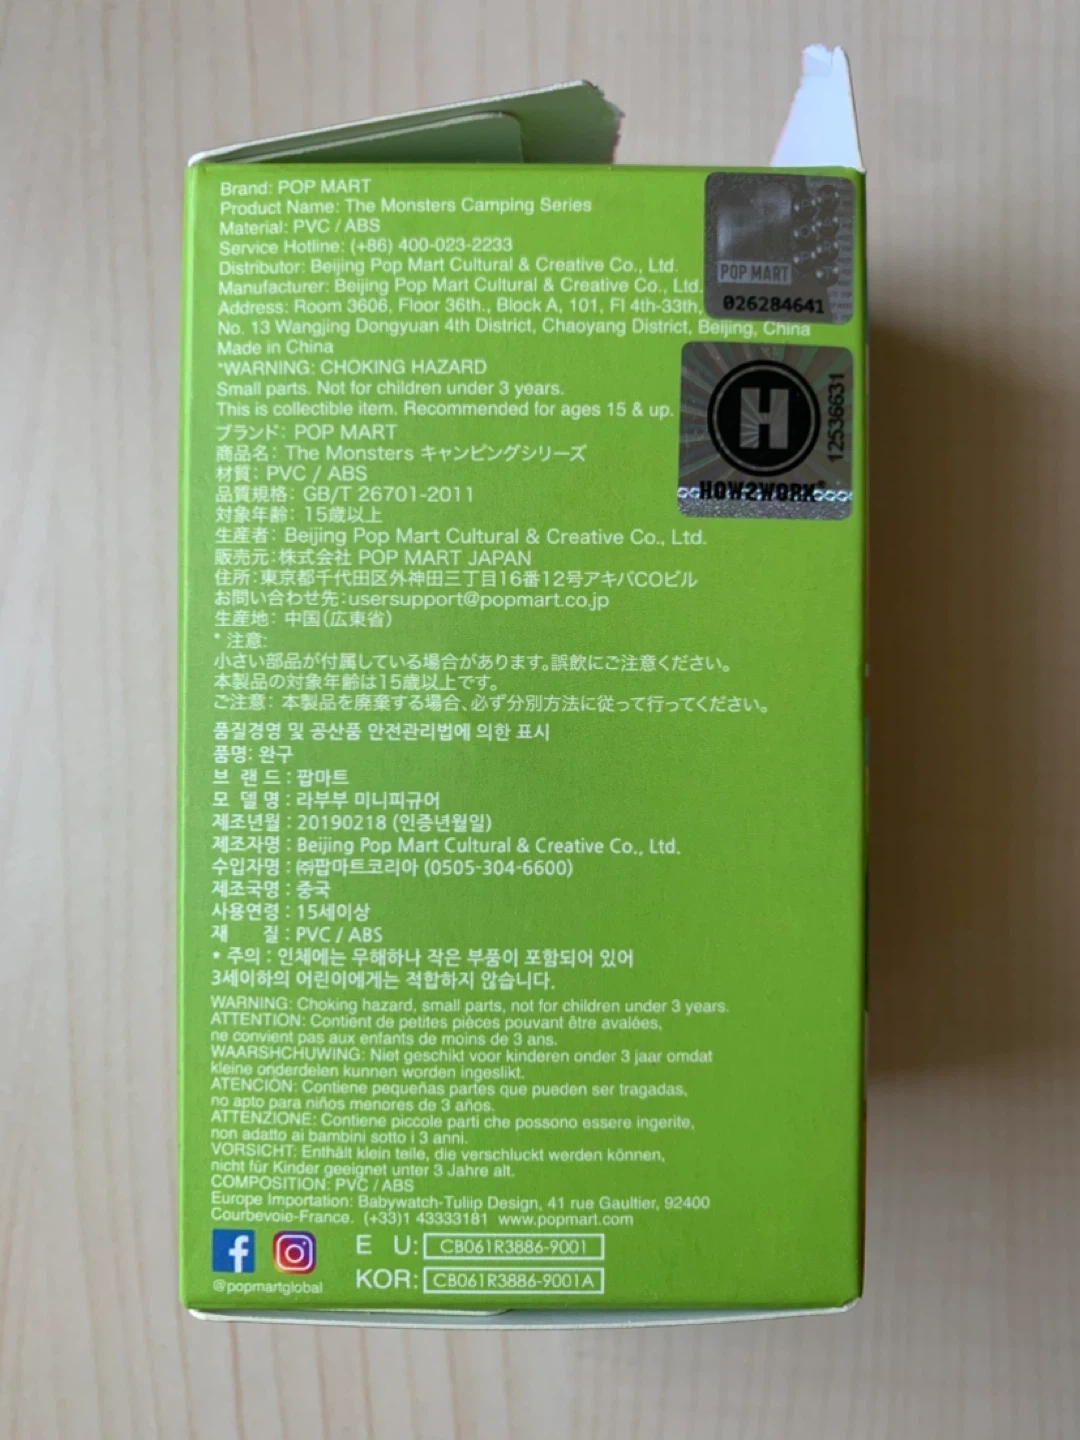 Brand: POP MART
Product Name: The Monsters Camping Series
Material: PVC / ABS
Service Hotline: (+86) 400-023-2233
Distributor: Beijing Pop Mart Cultural & Creative Co., Ltd.
Manufacturer: Beijing Pop Mart Cultural & Creative Co., Ltd.
Address: Room 3606, Floor 36th., Block A, 101, Fl 4th-33th,
No. 13 Wangjing Dongyuan 4th District, Chaoyang District, Beijing, China
Made in China
*WARNING: CHOKING HAZARD
Small parts. Not for children under 3 years.
This is collectible item. Recommended for ages 15 & up.
POP MART
026284641
H
HOW2WORK®
12536631
ブランド: POP MART
商品名: The Monsters キャンピングシリーズ
材質: PVC / ABS
品質規格: GB/T 26701-2011
対象年齢: 15歳以上
生産者: Beijing Pop Mart Cultural & Creative Co., Ltd.
販売元:株式会社 POP MART JAPAN
住所:東京都千代田区外神田三丁目16番12号アキバCOビル
お問い合わせ先:usersupport@popmart.co.jp
生産地: 中国(広東省)
* 注意:
小さい部品が付属している場合があります。誤飲にご注意ください。
本製品の対象年齢は15歳以上です。
ご注意: 本製品を廃棄する場合、必ず分別方法に従って行ってください。
품질경영 및 공산품 안전관리법에 의한 표시
품명: 완구
브 랜 드 : 팝마트
모 델 명 : 라부부 미니피규어
제조년월 : 20190218 (인증년월일)
제조자명 : Beijing Pop Mart Cultural & Creative Co., Ltd.
수입자명 : ㈜팝마트코리아 (0505-304-6600)
제조국명 : 중국
사용연령 : 15세이상
재 질 : PVC / ABS
* 주의 : 인체에는 무해하나 작은 부품이 포함되어 있어
3세이하의 어린이에게는 적합하지 않습니다.
WARNING: Choking hazard, small parts, not for children under 3 years.
ATTENTION: Contient de petites pièces pouvant être avalées,
ne convient pas aux enfants de moins de 3 ans.
WAARSHCHUWING: Niet geschikt voor kinderen onder 3 jaar omdat
kleine onderdelen kunnen worden ingeslikt.
ATENCIÓN: Contiene pequeñas partes que pueden ser tragadas,
no apto para niños menores de 3 años.
ATTENZIONE: Contiene piccole parti che possono essere ingerite,
non adatto ai bambini sotto i 3 anni.
VORSICHT: Enthält klein teile, die verschluckt werden können,
nicht für Kinder geeignet unter 3 Jahre alt.
COMPOSITION: PVC / ABS
Europe Importation: Babywatch-Tuliip Design, 41 rue Gaultier, 92400
Courbevoie-France. (+33)1 43333181 www.popmart.com
f
@popmartglobal
E U: CB061R3886-9001
KOR: CB061R3886-9001A